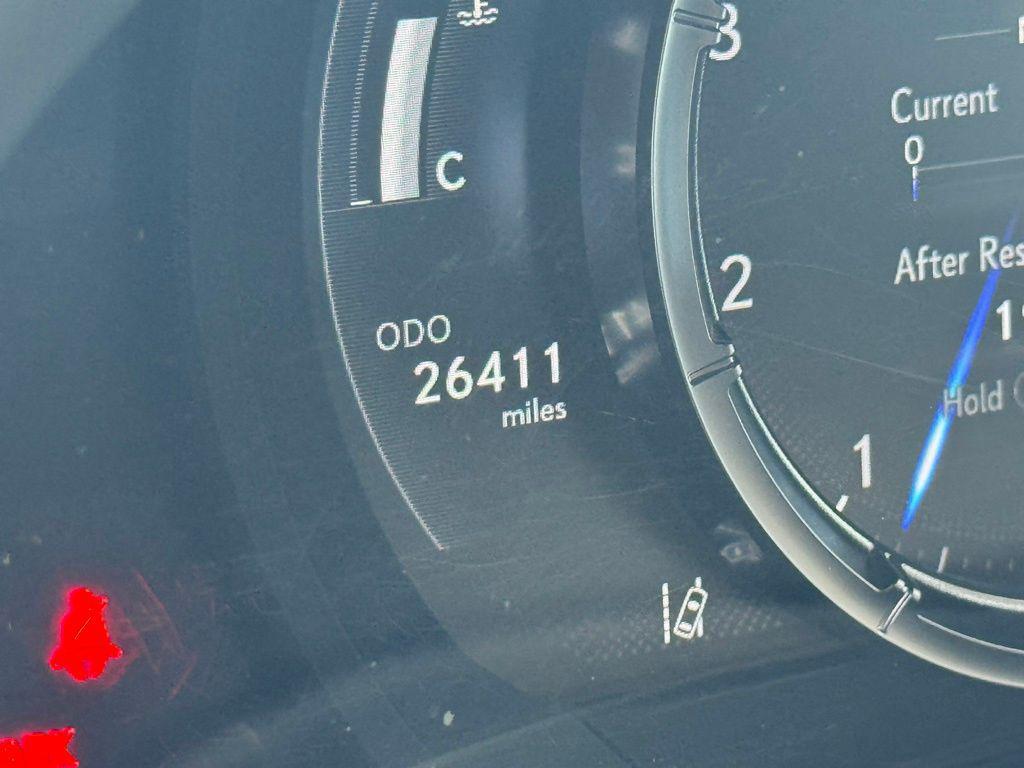 3
Current
0
C
After Res
2
ODO
26411
miles
Hold
1